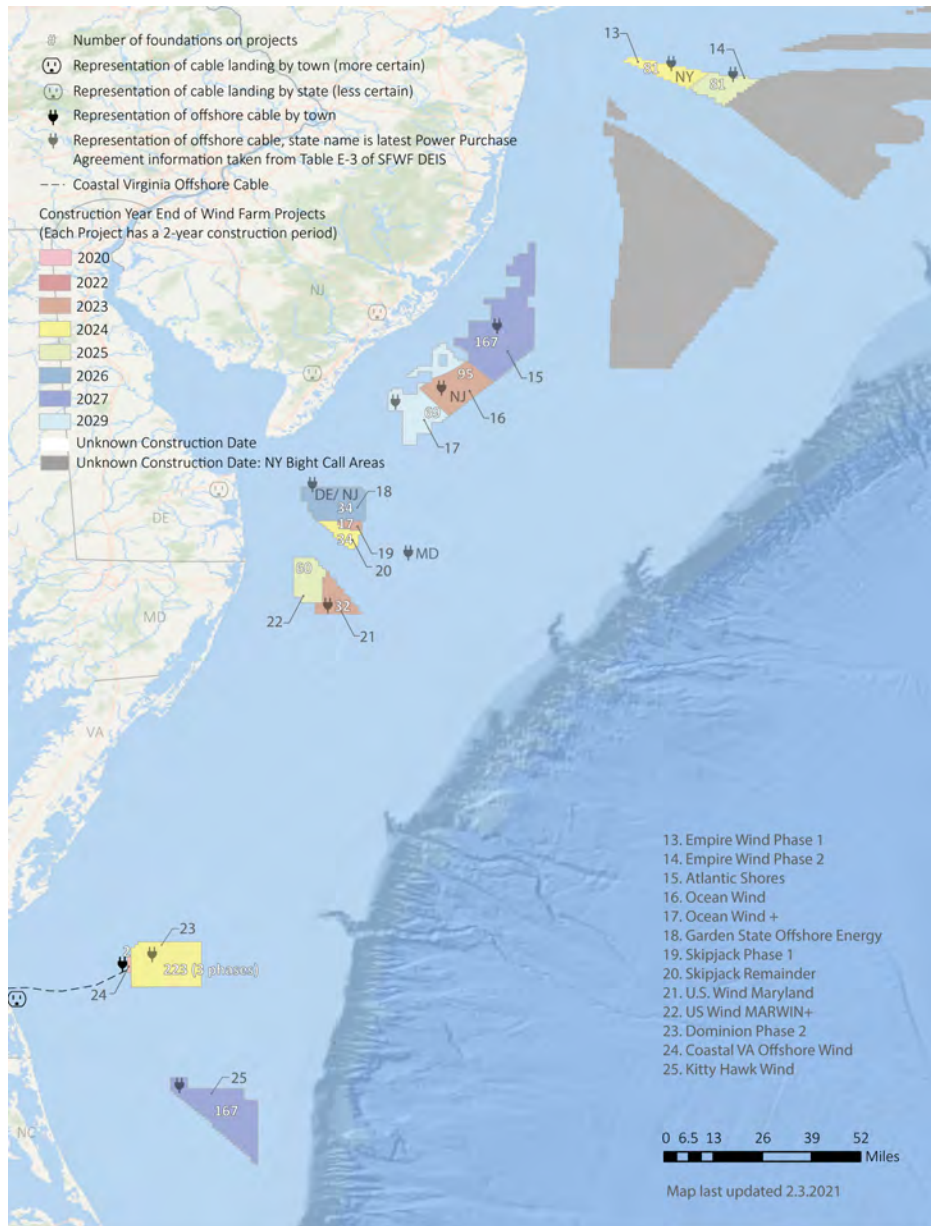 8 Number of foundations on projects
Representation of cable landing by town (more certain)
Representation of cable landing by state (less certain)
Representation of offshore cable by town
Representation of offshore cable, state name is latest Power Purchase
Agreement information taken from Table E-3 of SFWF DEIS
Coastal Virginia Offshore Cable
Construction Year End of Wind Farm Projects
(Each Project has a 2-year construction period)
2020
2022
2023
2024
2025
2026
2027
2029
Unknown Construction Date
Unknown Construction Date: NY Bight Call Areas
13
14
NY
81
NJ
167
15
95
NJ
16
17
DE/ NJ
18
34
17
19
34
20
MD
DE
80
32
22
21
MD
VA
23
2
223 (3 phases)
24
25
167
NC
13. Empire Wind Phase 1
14. Empire Wind Phase 2
15. Atlantic Shores
16. Ocean Wind
17. Ocean Wind +
18. Garden State Offshore Energy
19. Skipjack Phase 1
20. Skipjack Remainder
21. U.S. Wind Maryland
22. US Wind MARWIN+
23. Dominion Phase 2
24. Coastal VA Offshore Wind
25. Kitty Hawk Wind
0 6.5 13 26 39 52
Miles
Map last updated 2.3.2021